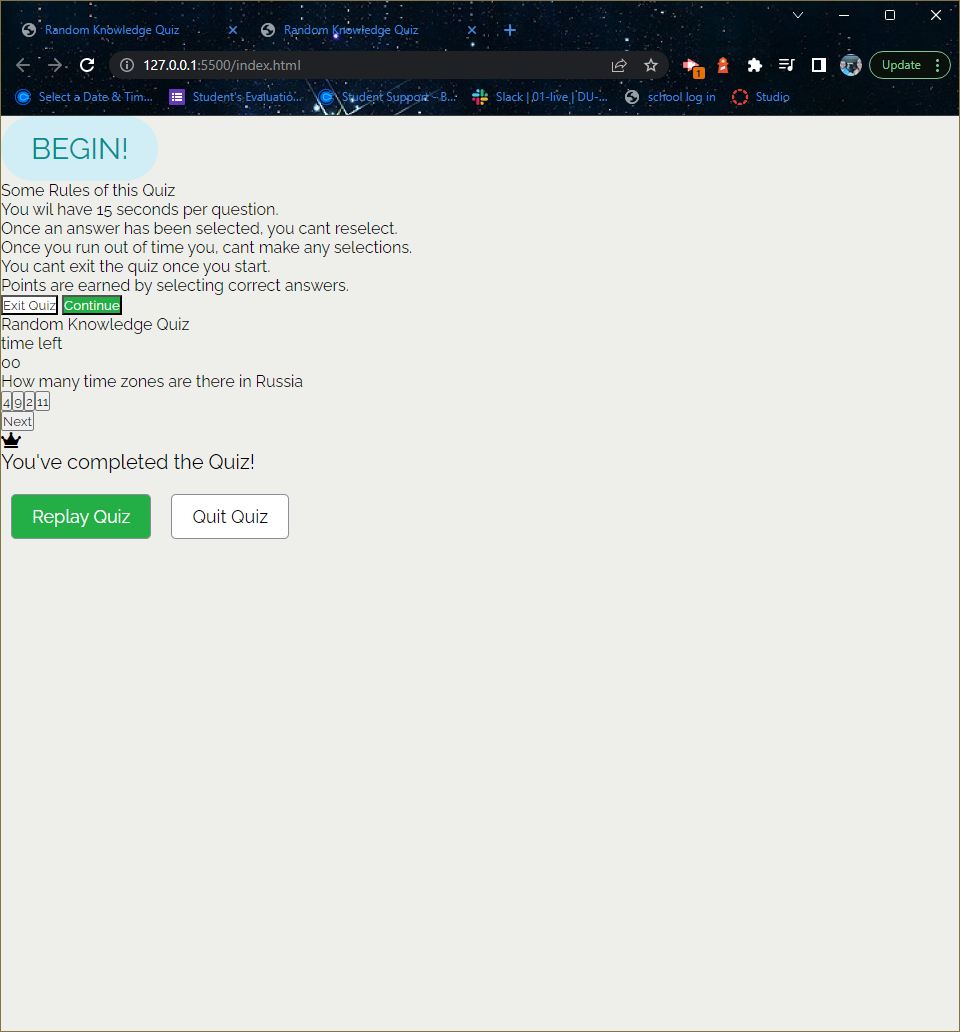 Random Knowledge Quiz
Random Knowledge Quiz
127.0.0.1:5500/index.html
1
Update
Select a Date & Tim...
Student's Evaluatio...
Student Support - B...
Slack | 01-live | DU-...
school log in
Studio
BEGIN!
Some Rules of this Quiz
You wil have 15 seconds per question.
Once an answer has been selected, you cant reselect.
Once you run out of time you, cant make any selections.
You cant exit the quiz once you start.
Points are earned by selecting correct answers.
Exit Quiz Continue
Random Knowledge Quiz
time left
00
How many time zones are there in Russia
4 9 2 11
Next
You've completed the Quiz!
Replay Quiz Quit Quiz